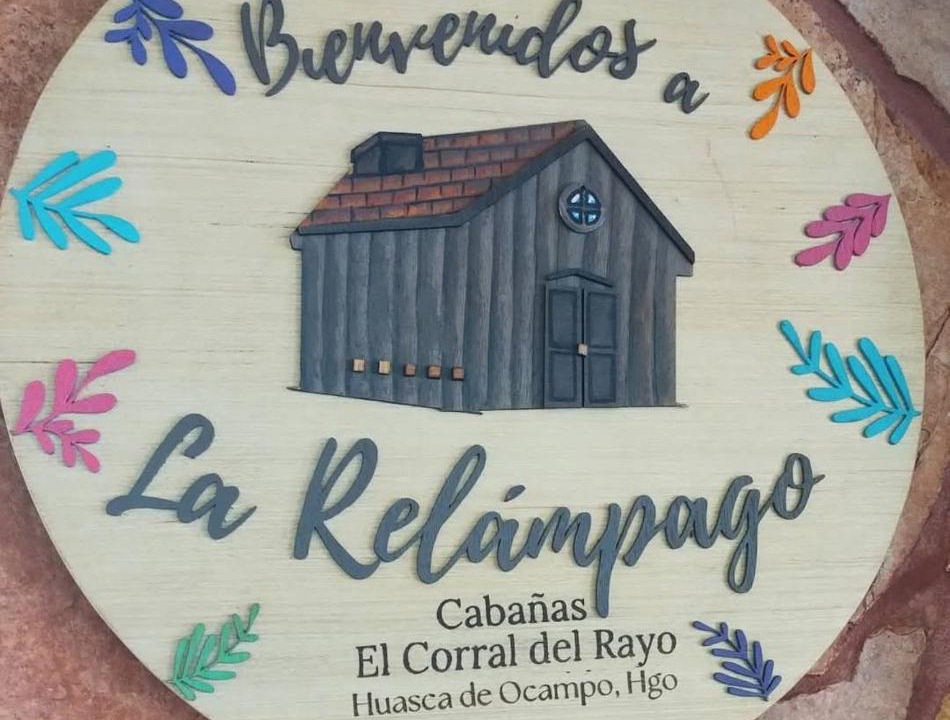 Bienvenidos
a
La Relámpago
Cabañas
El Corral del Rayo
Huasca de Ocampo, Hgo